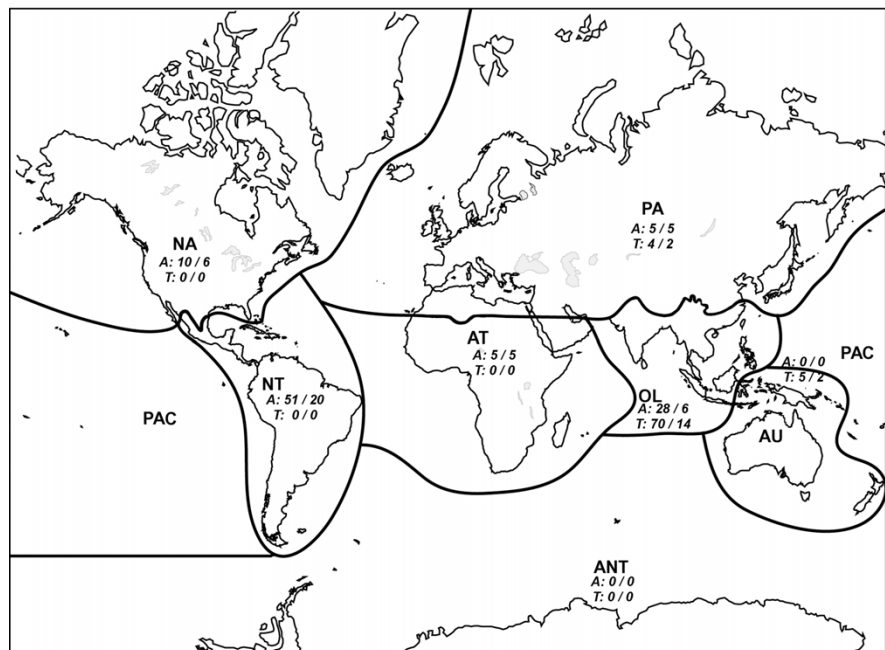 PA
A: 5 / 5
T: 4 / 2
NA
A: 10 / 6
T: 0 / 0
AT
A: 5 / 5
T: 0 / 0
A: 0 / 0
T: 5 / 2
PAC
NT
A: 51 / 20
T: 0 / 0
PAC
OL
A: 28 / 6
T: 70 / 14
AU
ANT
A: 0 / 0
T: 0 / 0